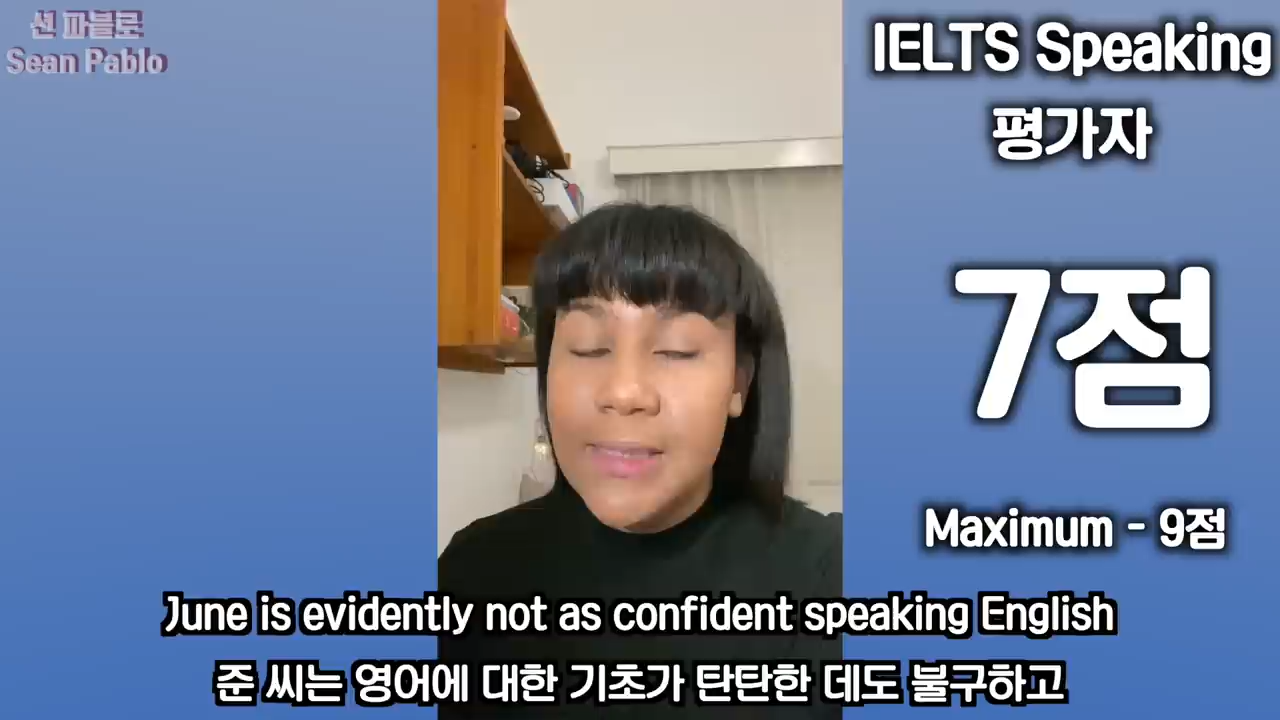 션 파블로
Sean Pablo
IELTS Speaking
평가자
7점
Maximum - 9점
June is evidently not as confident speaking English
준 씨는 영어에 대한 기초가 탄탄한 데도 불구하고